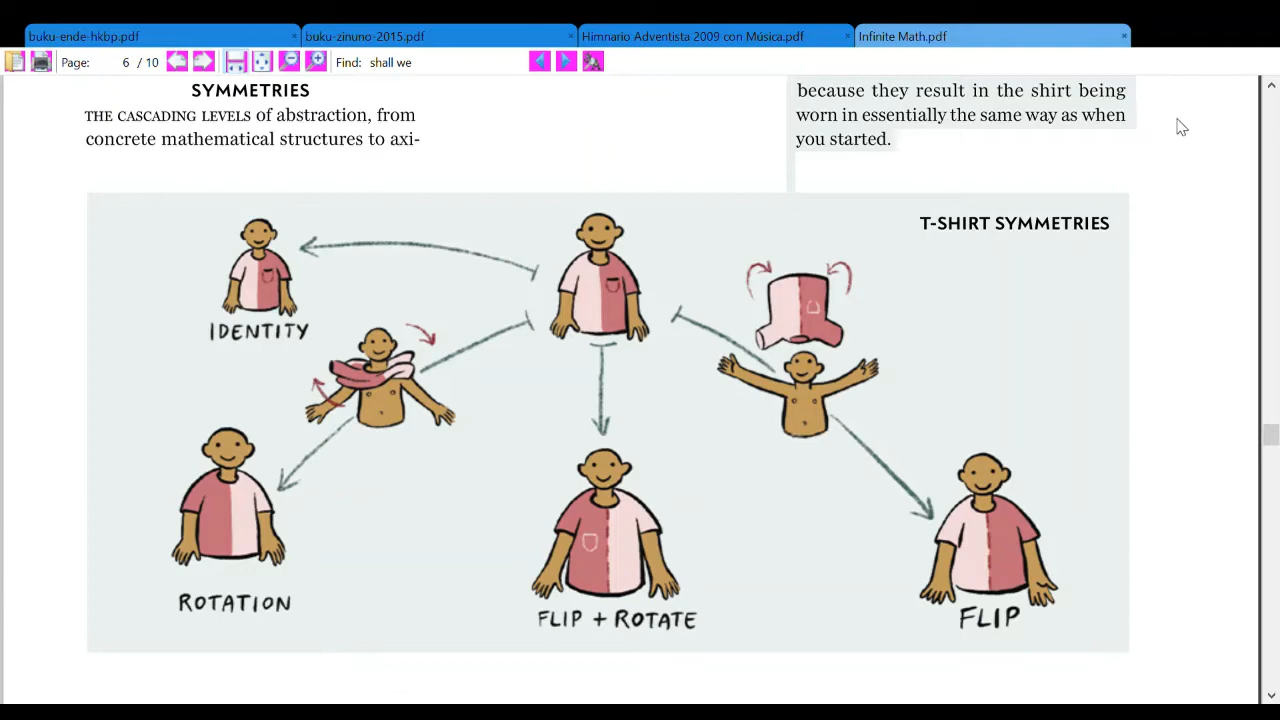 buku-ende-hkbp.pdf
buku-zinuno-2015.pdf
Himnario Adventista 2009 con Música.pdf
Infinite Math.pdf
Page: 6 / 10
Find: shall we
SYMMETRIES
THE CASCADING LEVELS of abstraction, from
concrete mathematical structures to axi-
because they result in the shirt being
worn in essentially the same way as when
you started.
T-SHIRT SYMMETRIES
IDENTITY
ROTATION
FLIP + ROTATE
FLIP